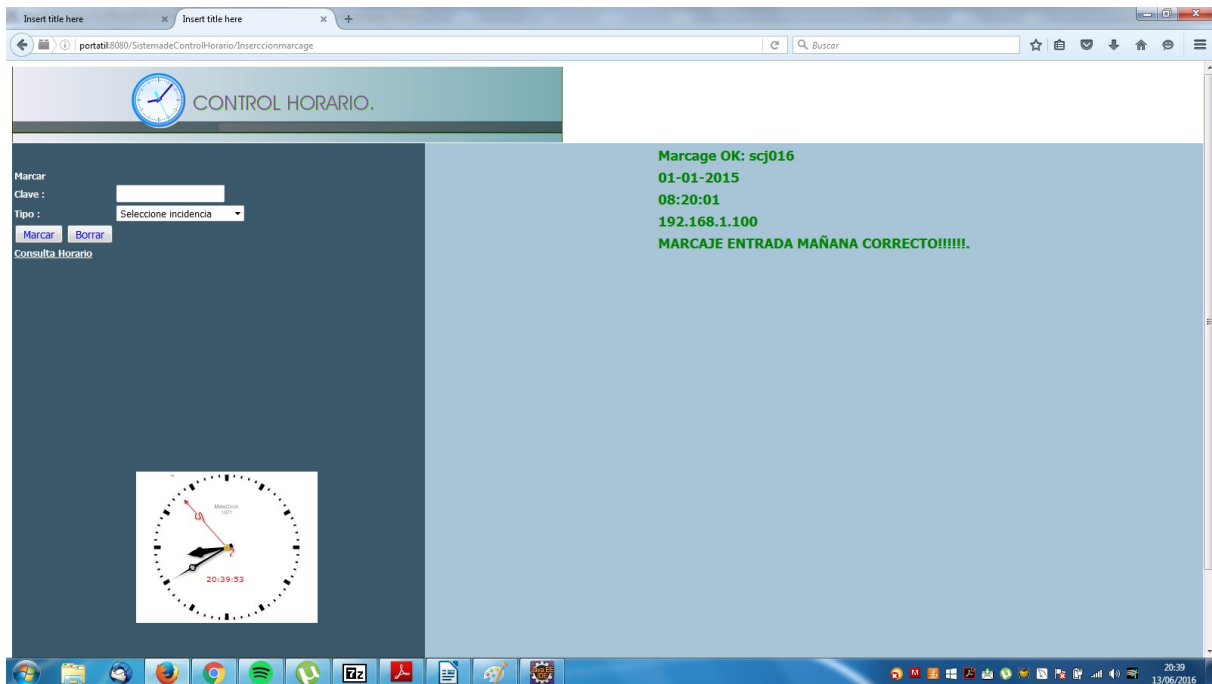 Insert title here
Insert title here
portatil:8080/SistemadeControlHorario/Inserccionmarcage
Buscar
CONTROL HORARIO.
Marcar
Clave :
Tipo : Seleccione incidencia
Marcar Borrar
Consulta Horario
Marcage OK: scj016
01-01-2015
08:20:01
192.168.1.100
MARCAJE ENTRADA MAÑANA CORRECTO!!!!!!.
20:39:53
7z
20:39
13/06/2016